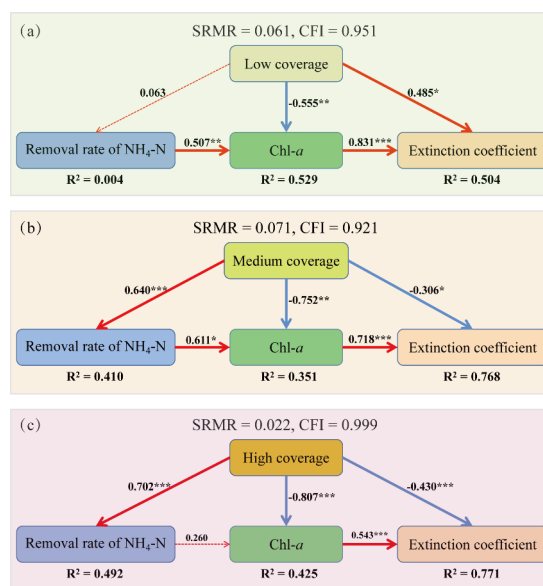 (a)
SRMR = 0.061, CFI = 0.951
Low coverage
0.063
-0.555**
0.485*
Removal rate of NH₄-N
0.507**
Chl-a
0.831***
Extinction coefficient
R² = 0.004
R² = 0.529
R² = 0.504
(b)
SRMR = 0.071, CFI = 0.921
Medium coverage
0.640***
-0.752**
-0.306*
Removal rate of NH₄-N
0.611*
Chl-a
0.718***
Extinction coefficient
R² = 0.410
R² = 0.351
R² = 0.768
(c)
SRMR = 0.022, CFI = 0.999
High coverage
0.702***
-0.807***
-0.430***
Removal rate of NH₄-N
0.260
Chl-a
0.543***
Extinction coefficient
R² = 0.492
R² = 0.425
R² = 0.771